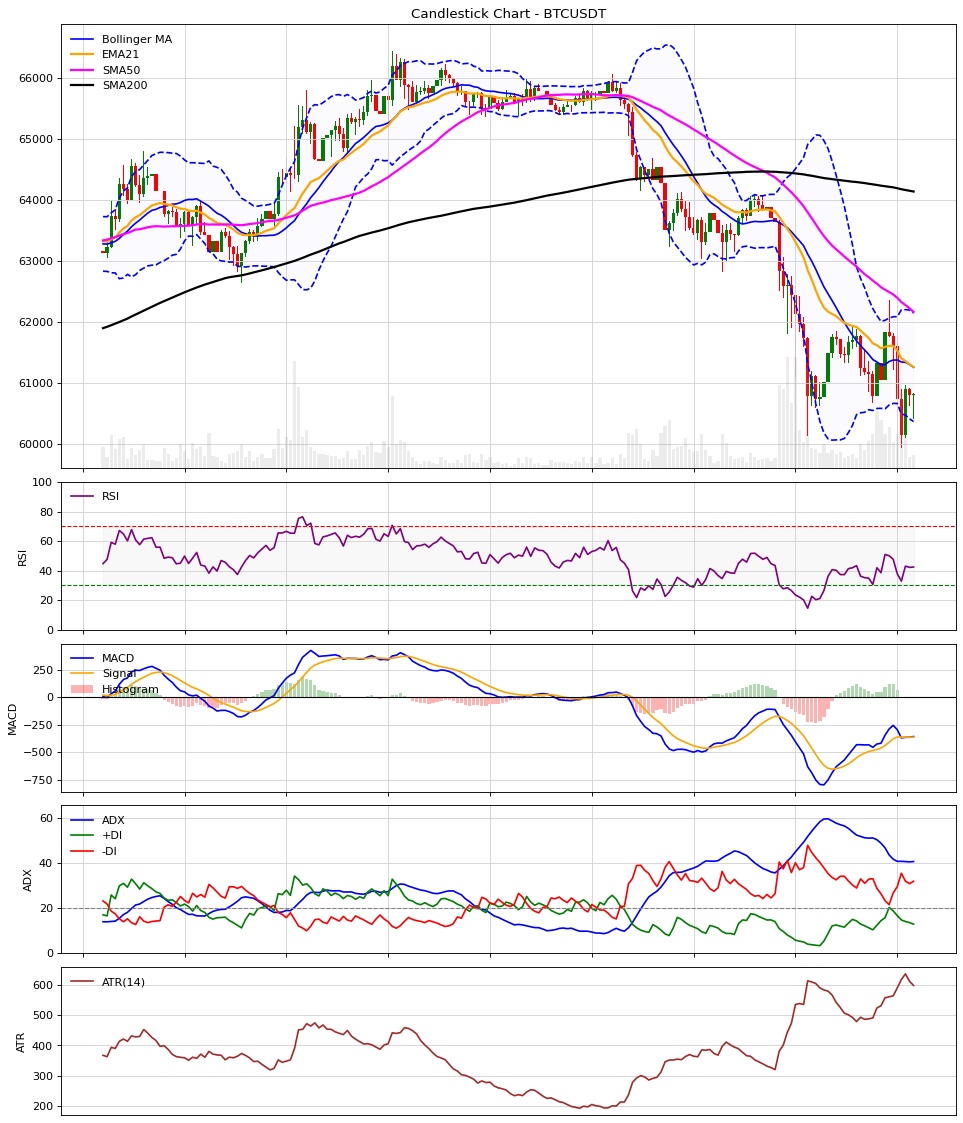 Candlestick Chart - BTCUSDT
Bollinger MA
EMA21
SMA50
SMA200
66000
65000
64000
63000
62000
61000
60000
RSI
RSI
100
80
60
40
20
0
MACD
Signal
Histogram
MACD
250
0
−250
−500
−750
ADX
+DI
-DI
ADX
60
40
20
0
ATR(14)
ATR
600
500
400
300
200